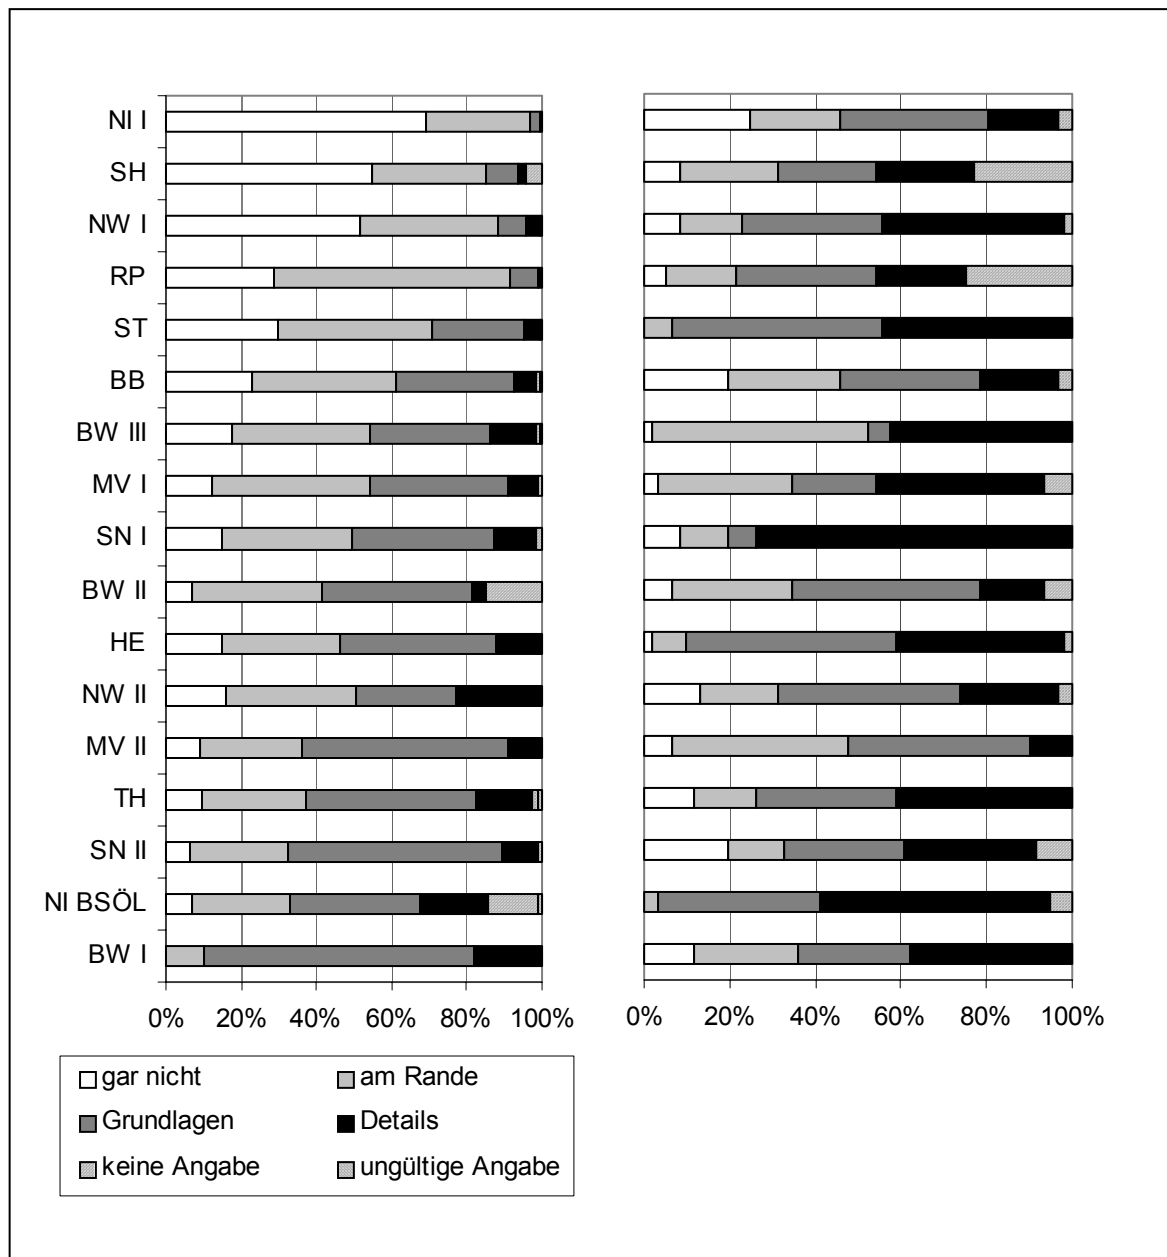 NI I
SH
NW I
RP
ST
BB
BW III
MV I
SN I
BW II
HE
NW II
MV II
TH
SN II
NI BSÖL
BW I
0% 20% 40% 60% 80% 100%
0% 20% 40% 60% 80% 100%
gar nicht am Rande
Grundlagen Details
keine Angabe ungültige Angabe